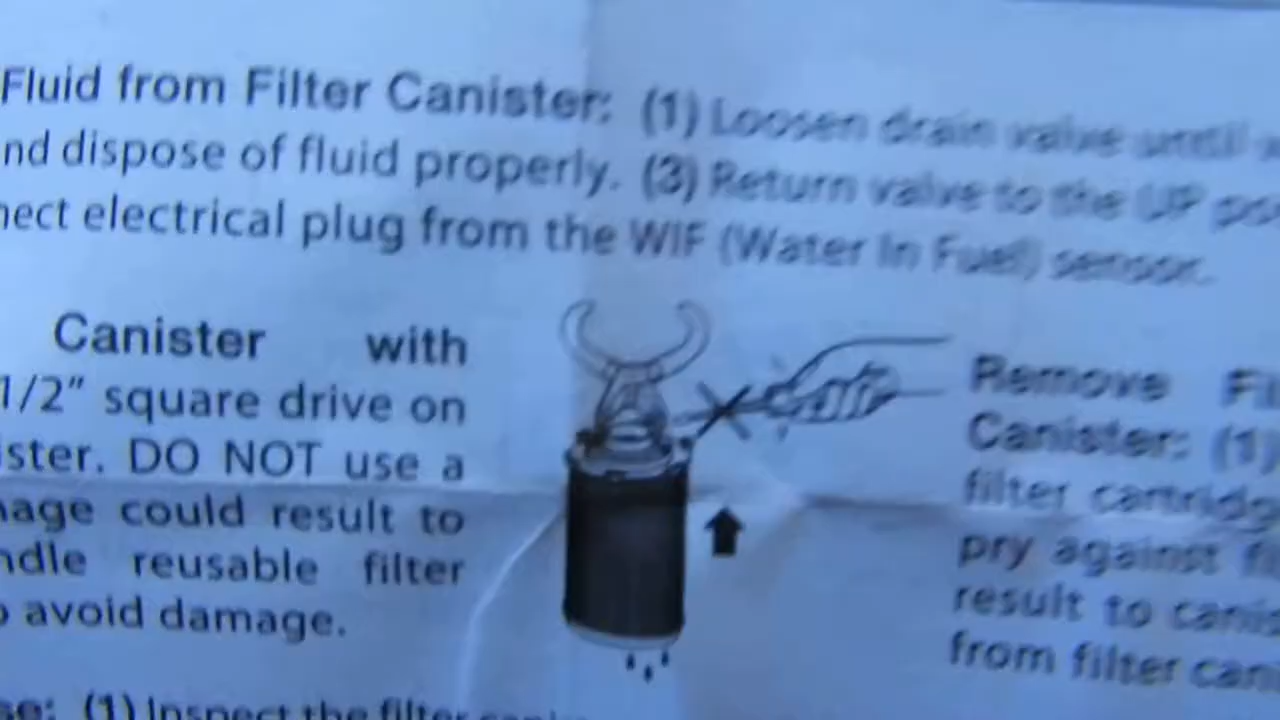 Fluid from Filter Canister: (1) Loosen drain valve until
nd dispose of fluid properly. (3) Return valve to the UP
nect electrical plug from the WIF (Water In Fuel) sensor.
Canister with
1/2" square drive on
ister. DO NOT use a
mage could result to
ndle reusable filter
o avoid damage.
Remove
Canister: (1)
filter cartridg
pry against
result to canis
from filter can
se: (1) Inspect the filter